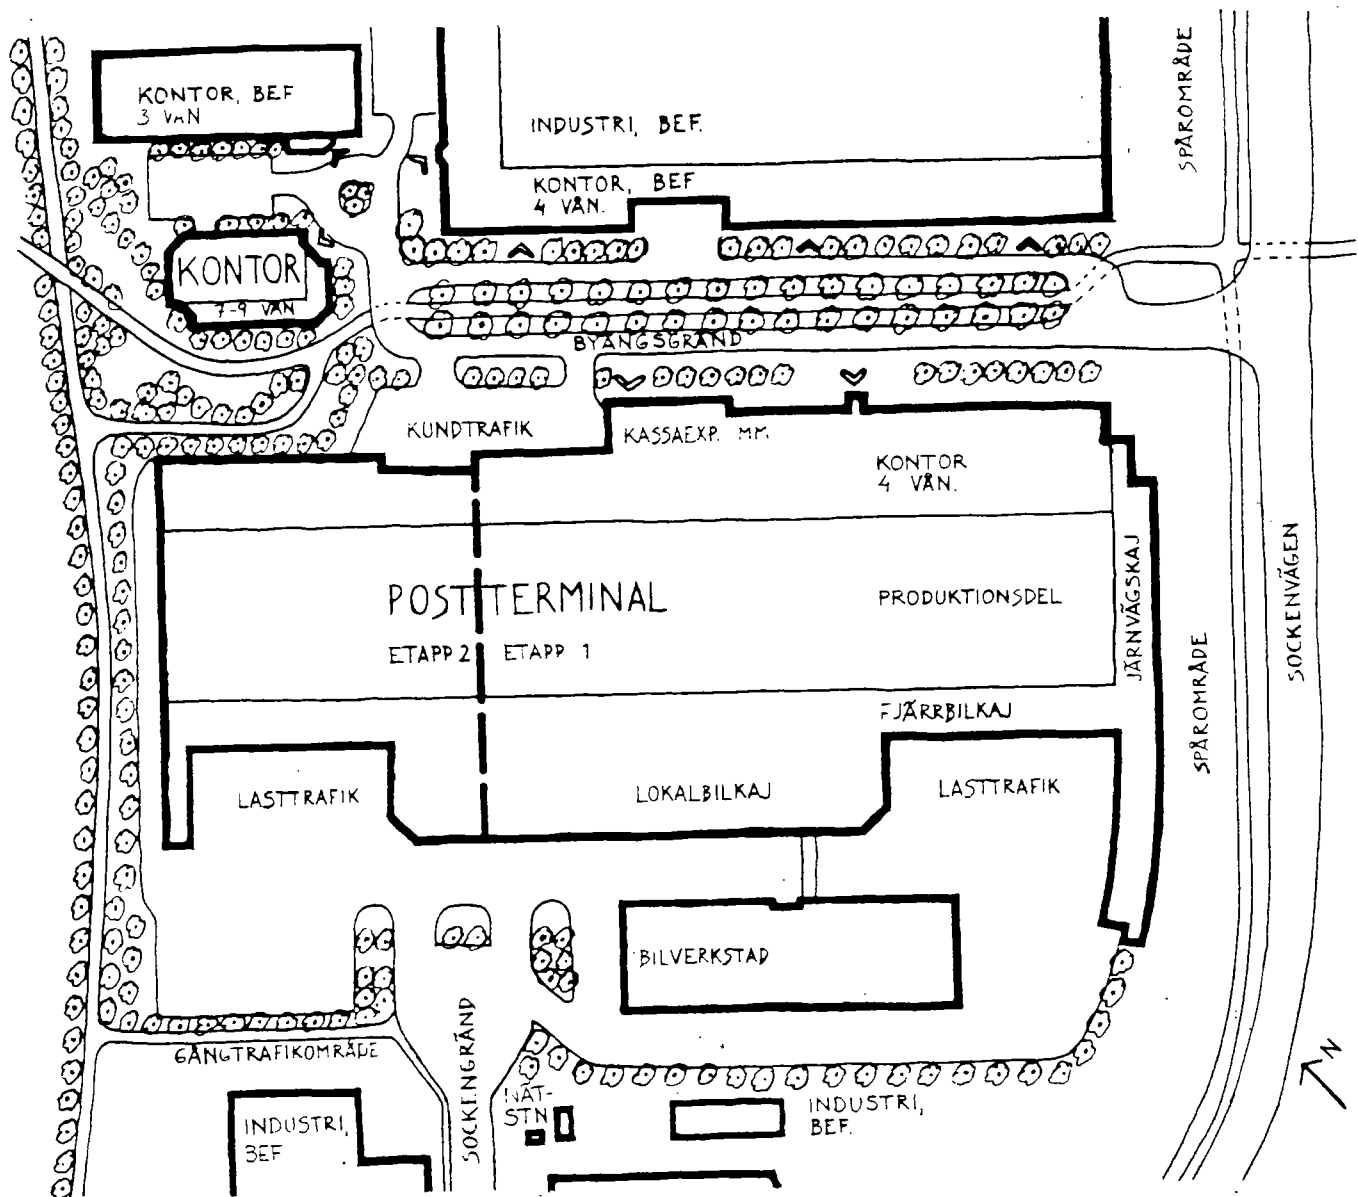 KONTOR, BEF
3 VÅN
INDUSTRI, BEF.
SPÅROMRÅDE
KONTOR, BEF
4 VÅN.
KONTOR
7-9 VÅN
BYÄNGSGRÄND
KUNDTRAFIK
KASSAEXP. MM.
KONTOR
4 VÅN.
POSTTERMINAL
ETAPP 2
ETAPP 1
PRODUKTIONSDEL
JÄRNVÄGSKAJ
SPÅROMRÅDE
SOCKENVÄGEN
FJÄRRBILKAJ
LASTTRAFIK
LOKALBILKAJ
LASTTRAFIK
BILVERKSTAD
GÅNGTRAFIKOMRÅDE
SOCKENGRÄND
N
NÄT-
STN
INDUSTRI,
BEF.
INDUSTRI,
BEF